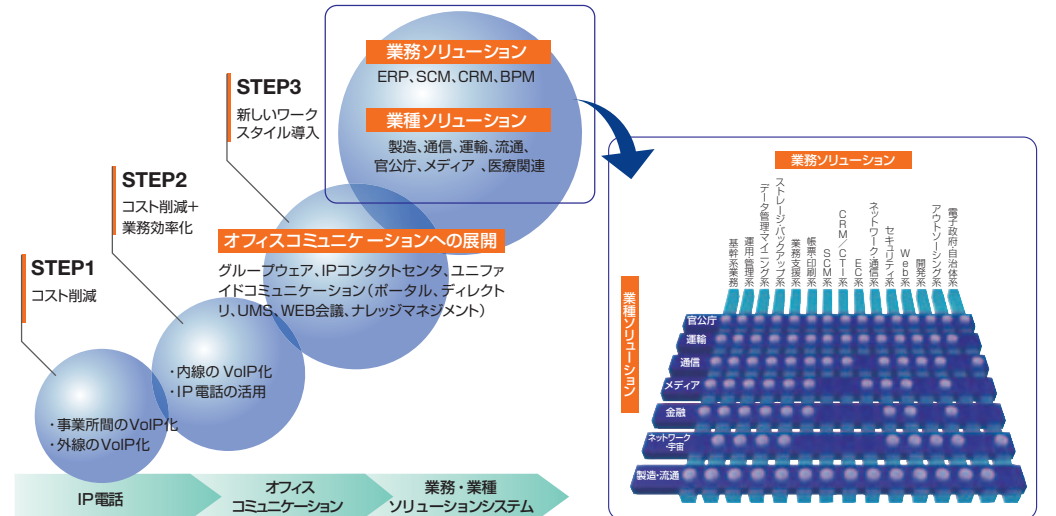 業務ソリューション
ERP、SCM、CRM、BPM
業種ソリューション
製造、通信、運輸、流通、
官公庁、メディア 、医療関連
STEP3
新しいワーク
スタイル導入
STEP2
コスト削減+
業務効率化
STEP1
コスト削減
オフィスコミュニケーションへの展開
グループウェア、IPコンタクトセンタ、ユニファ
イドコミュニケーション(ポータル、ディレクト
リ、UMS、WEB会議、ナレッジマネジメント)
・内線の VoIP化
・IP電話の活用
・事業所間のVoIP化
・外線のVoIP化
IP電話
オフィス
コミュニケーション
業務・業種
ソリューションシステム
業務ソリューション
基幹系業務
運用管理系
データ管理・マイニング系
ストレージ・バックアップ系
業務支援系
帳票・印刷系
SCM系
CRM/CTI系
EC系
ネットワーク・通信系
セキュリティ系
Web系
開発系
アウトソーシング系
電子政府・自治体系
業種ソリューション
官公庁
運輸
通信
メディア
金融
ネットワーク
・宇宙
製造・流通